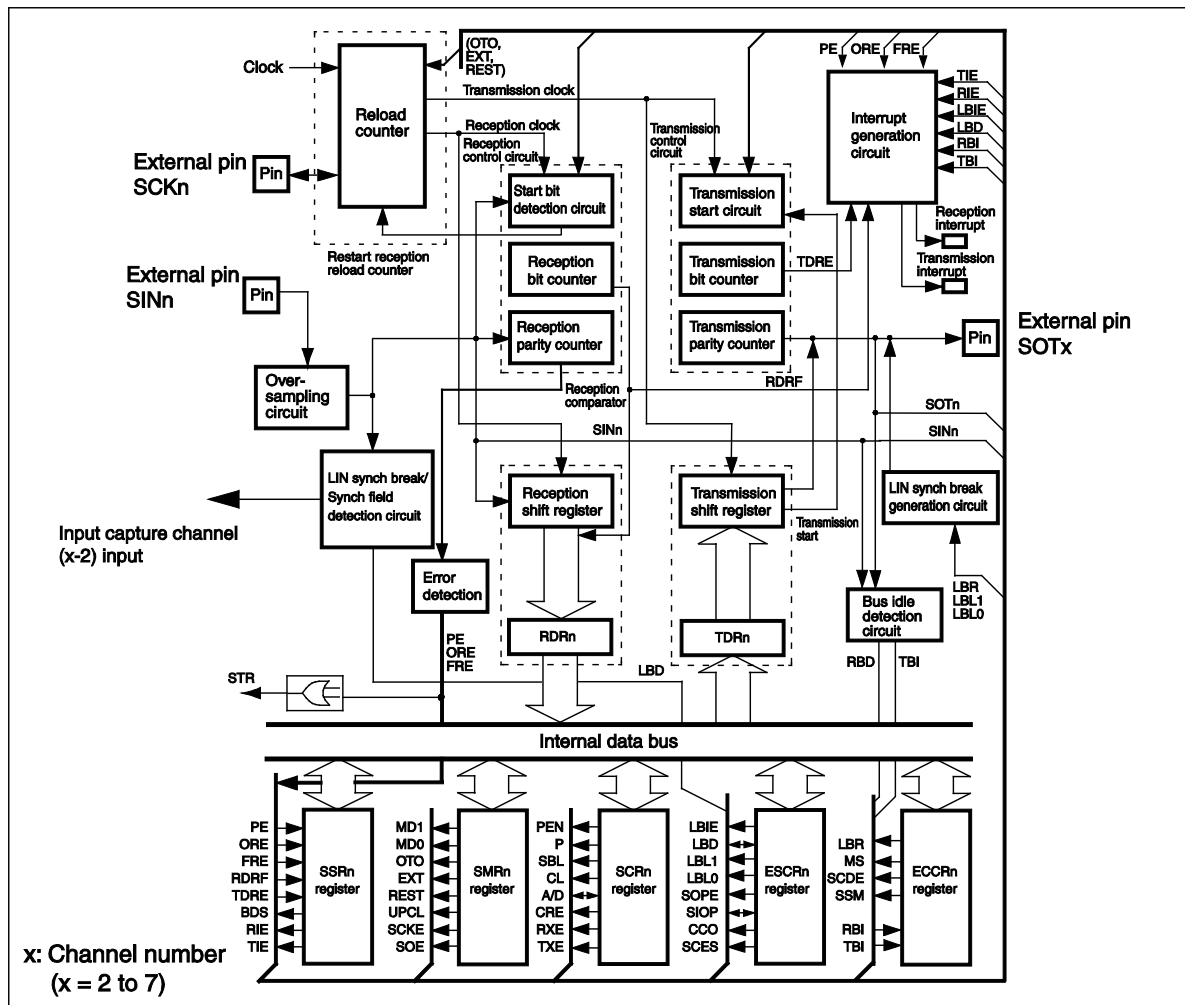 (OTO,
EXT,
REST)
PE
ORE
FRE
Clock
Transmission clock
TIE
RIE
LBIE
LBD
RBI
TBI
Reload
counter
Interrupt
generation
circuit
Reception clock
Reception
control circuit
Transmission
control
circuit
External pin
SCKn
Pin
Start bit
detection circuit
Transmission
start circuit
Reception
interrupt
Restart reception
reload counter
Reception
bit counter
Transmission
bit counter
TDRE
Transmission
interrupt
External pin
SINn
Pin
Reception
parity counter
Transmission
parity counter
Pin
External pin
SOTx
Over-
sampling
circuit
Reception
comparator
RDRF
SOTn
SINn
SINn
LIN synch break/
Synch field
detection circuit
Reception
shift register
Transmission
shift register
LIN synch break
generation circuit
Transmission
start
Input capture channel
(x-2) input
Error
detection
LBR
LBL1
LBL0
Bus idle
detection
circuit
RDRn
TDRn
PE
ORE
FRE
RBD
TBI
LBD
STR
Internal data bus
PE
ORE
FRE
RDRF
TDRE
BDS
RIE
TIE
SSRn
register
MD1
MD0
OTO
EXT
REST
UPCL
SCKE
SOE
SMRn
register
PEN
P
SBL
CL
A/D
CRE
RXE
TXE
SCRn
register
LBIE
LBD
LBL1
LBL0
SOPE
SIOP
CCO
SCES
ESCRn
register
LBR
MS
SCDE
SSM
RBI
TBI
ECCRn
register
x: Channel number
(x = 2 to 7)